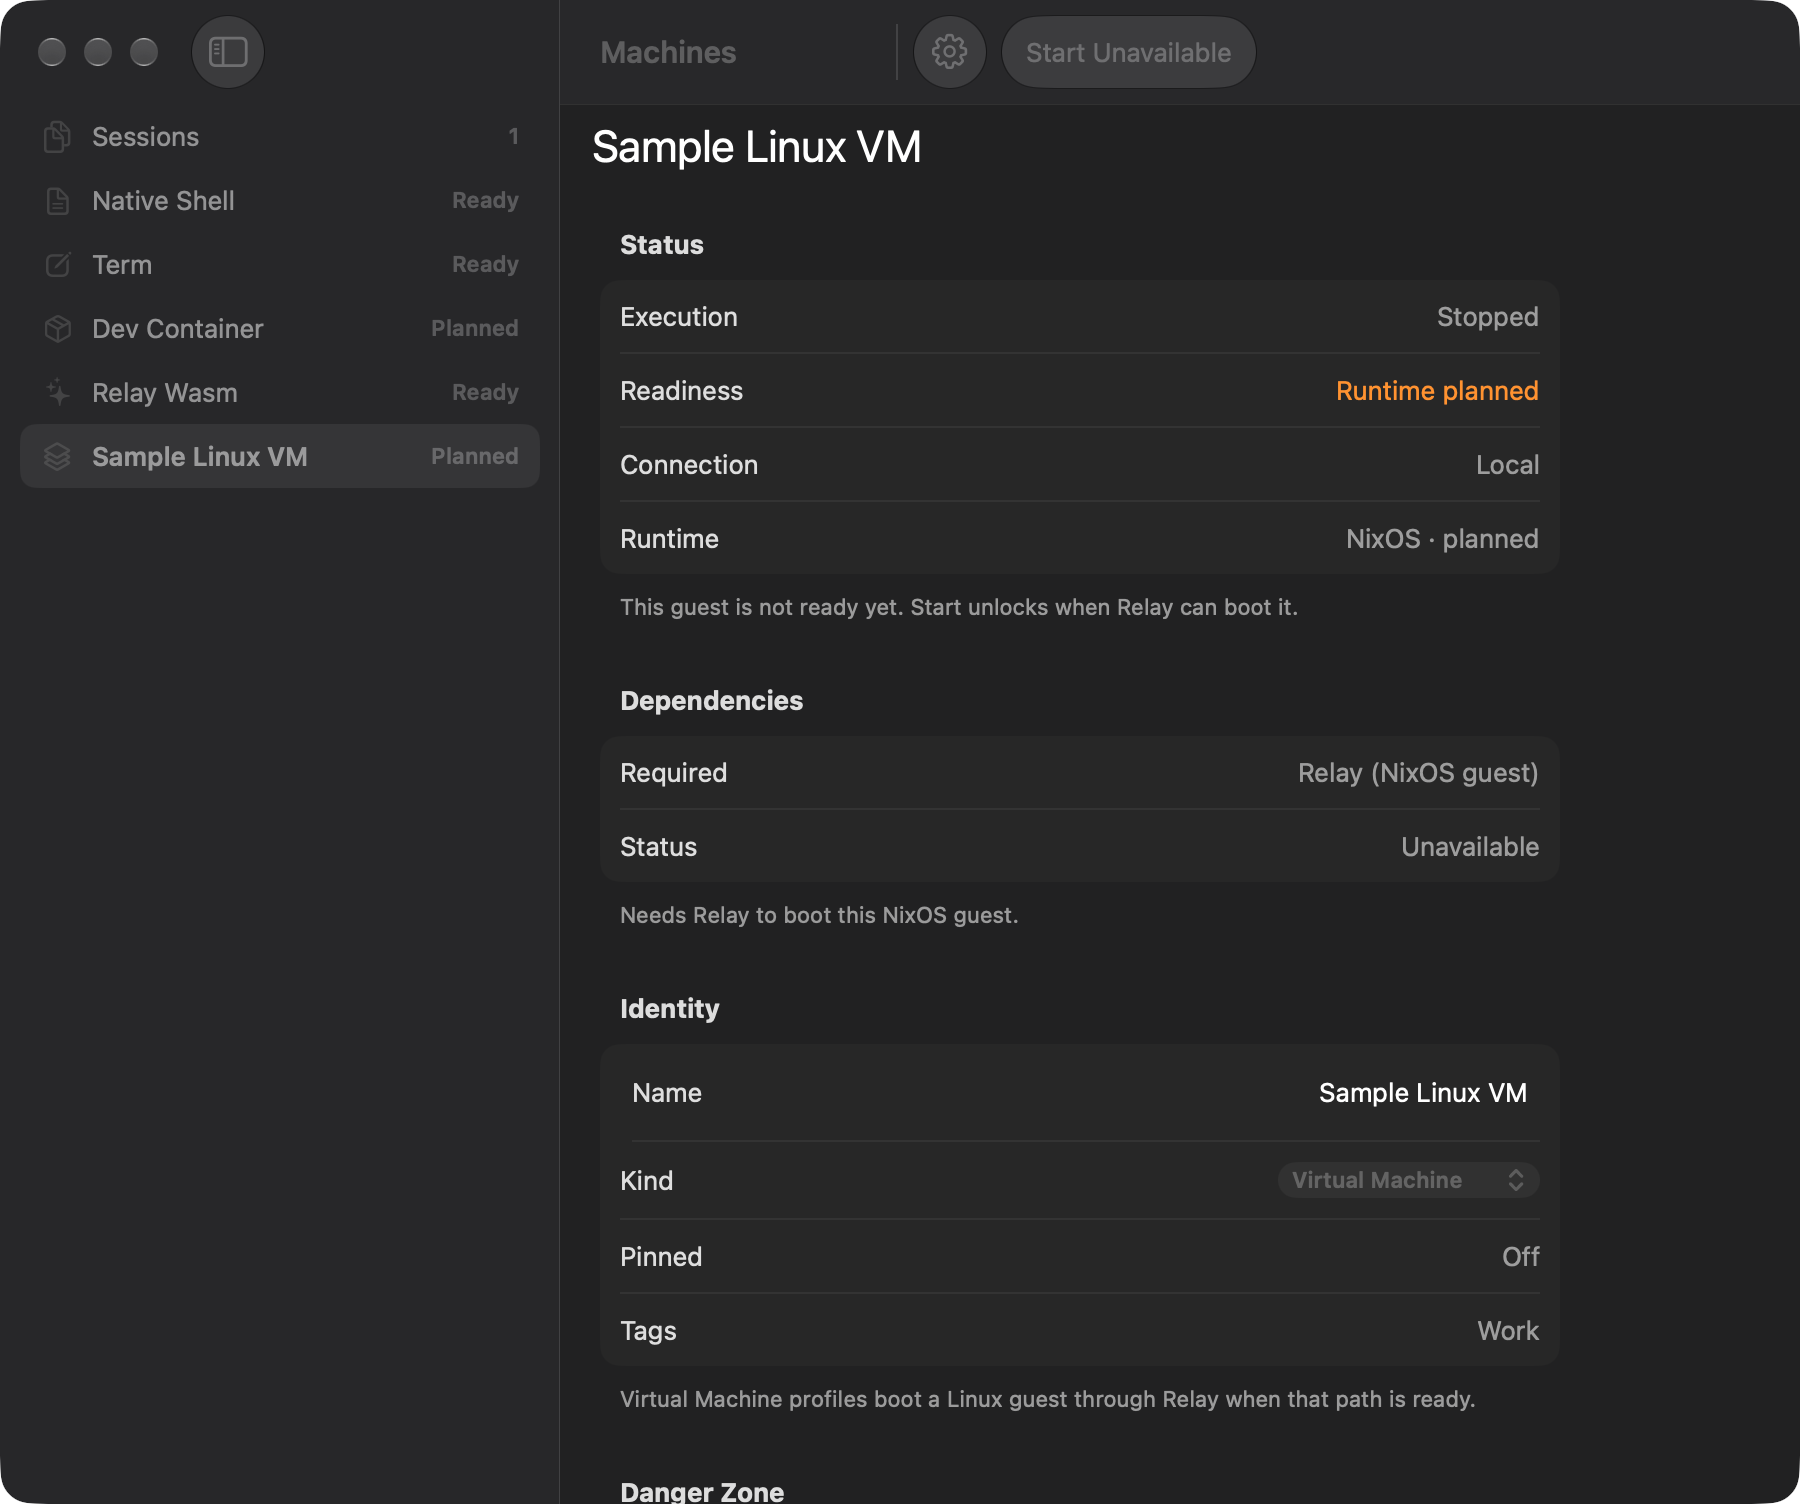 Machines
Start Unavailable
Sessions 1
Native Shell Ready
Term Ready
Dev Container Planned
Relay Wasm Ready
Sample Linux VM Planned
Sample Linux VM
Status
Execution Stopped
Readiness Runtime planned
Connection Local
Runtime NixOS · planned
This guest is not ready yet. Start unlocks when Relay can boot it.
Dependencies
Required Relay (NixOS guest)
Status Unavailable
Needs Relay to boot this NixOS guest.
Identity
Name Sample Linux VM
Kind Virtual Machine
Pinned Off
Tags Work
Virtual Machine profiles boot a Linux guest through Relay when that path is ready.
Danger Zone